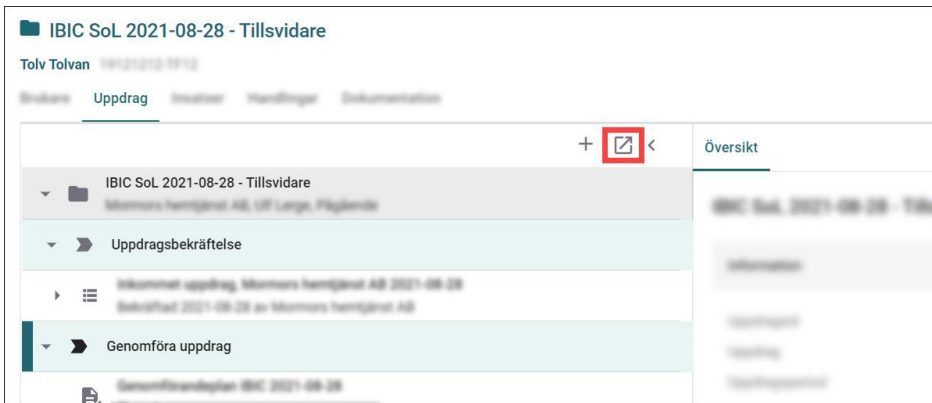 IBIC SoL 2021-08-28 - Tillsvidare
Tolv Tolvan
Brukare Uppdrag Insatser Handlingar Dokumentation
Översikt
IBIC SoL 2021-08-28 - Tillsvidare
Mormors hemtjänst AB, Ulf Large, Pågående
Uppdragsbekräftelse
Inkommet uppdrag, Mormors hemtjänst AB 2021-08-28
Bekräftad 2021-08-28 av Mormors hemtjänst AB
Genomföra uppdrag
Genomförandeplan IBIC 2021-08-28
Information